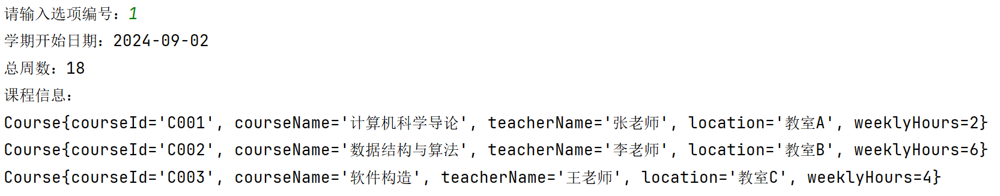 请输入选项编号：1
学期开始日期：2024-09-02
总周数：18
课程信息：
Course{courseId='C001', courseName='计算机科学导论', teacherName='张老师', location='教室A', weeklyHours=2}
Course{courseId='C002', courseName='数据结构与算法', teacherName='李老师', location='教室B', weeklyHours=6}
Course{courseId='C003', courseName='软件构造', teacherName='王老师', location='教室C', weeklyHours=4}